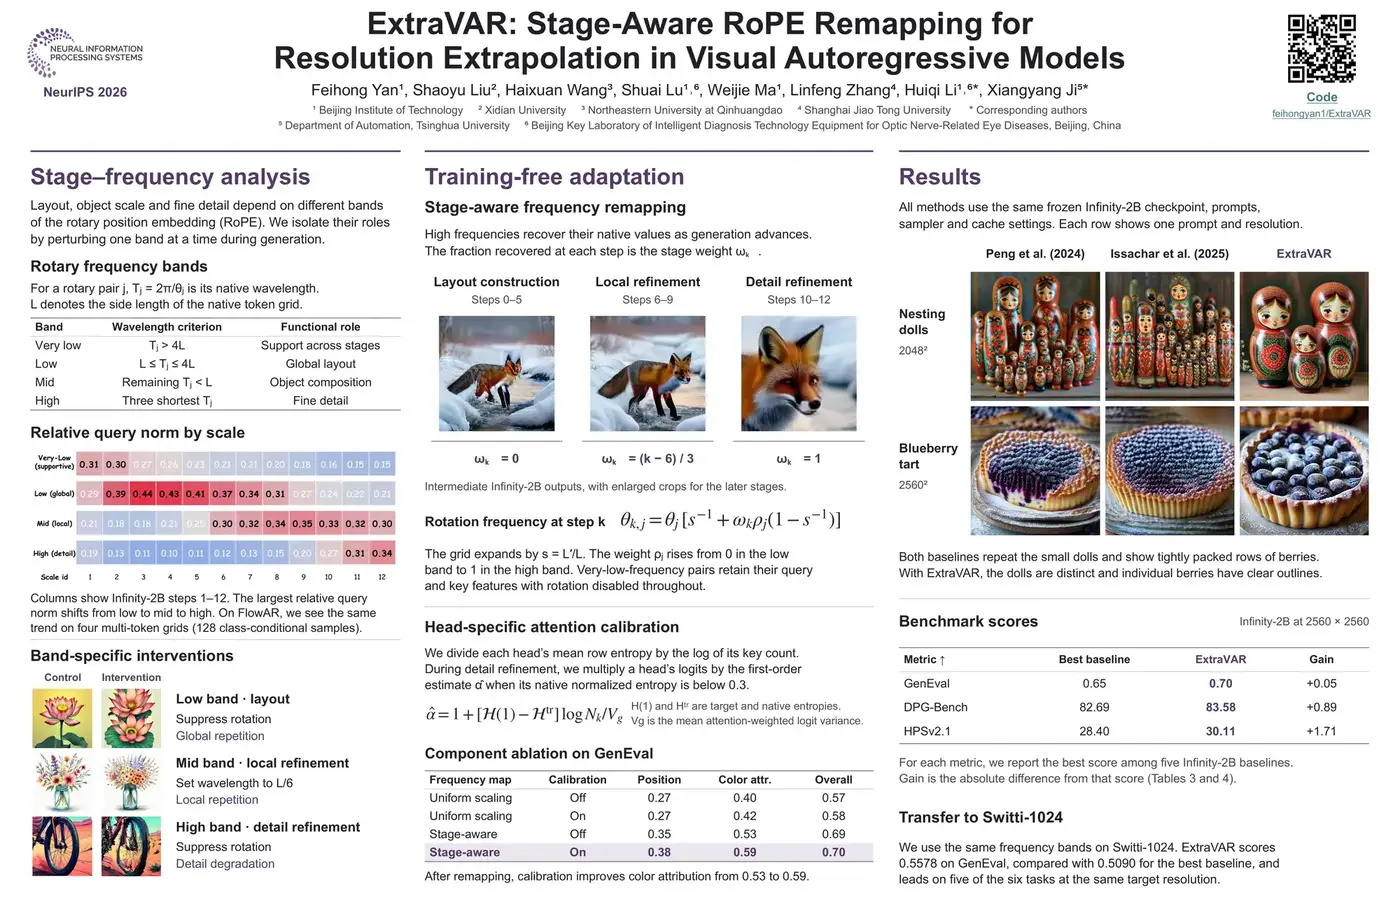 NEURAL INFORMATION
PROCESSING SYSTEMS
NeurIPS 2026
ExtraVAR: Stage-Aware RoPE Remapping for
Resolution Extrapolation in Visual Autoregressive Models
Feihong Yan¹, Shaoyu Liu², Haixuan Wang³, Shuai Lu¹,⁶, Weijie Ma¹, Linfeng Zhang⁴, Huiqi Li¹,⁶*, Xiangyang Ji⁵*
¹ Beijing Institute of Technology ² Xidian University ³ Northeastern University at Qinhuangdao ⁴ Shanghai Jiao Tong University * Corresponding authors
⁵ Department of Automation, Tsinghua University ⁶ Beijing Key Laboratory of Intelligent Diagnosis Technology Equipment for Optic Nerve-Related Eye Diseases, Beijing, China
Code
feihongyan1/ExtraVAR
Stage–frequency analysis
Layout, object scale and fine detail depend on different bands
of the rotary position embedding (RoPE). We isolate their roles
by perturbing one band at a time during generation.
Rotary frequency bands
For a rotary pair j, Tⱼ = 2π/θⱼ is its native wavelength.
L denotes the side length of the native token grid.
Band Wavelength criterion Functional role
Very low Tⱼ > 4L Support across stages
Low L ≤ Tⱼ ≤ 4L Global layout
Mid Remaining Tⱼ < L Object composition
High Three shortest Tⱼ Fine detail
Relative query norm by scale
Very-Low
(supportive) 0.31 0.30 0.27 0.26 0.23 0.21 0.21 0.20 0.18 0.16 0.15 0.15
Low (global) 0.29 0.39 0.44 0.43 0.41 0.37 0.34 0.31 0.27 0.24 0.22 0.21
Mid (local) 0.21 0.18 0.18 0.21 0.25 0.30 0.32 0.34 0.35 0.33 0.32 0.30
High (detail) 0.19 0.13 0.11 0.10 0.11 0.12 0.13 0.15 0.20 0.27 0.31 0.34
Scale id 1 2 3 4 5 6 7 8 9 10 11 12
Columns show Infinity-2B steps 1–12. The largest relative query
norm shifts from low to mid to high. On FlowAR, we see the same
trend on four multi-token grids (128 class-conditional samples).
Band-specific interventions
Control Intervention
Low band · layout
Suppress rotation
Global repetition
Mid band · local refinement
Set wavelength to L/6
Local repetition
High band · detail refinement
Suppress rotation
Detail degradation
Training-free adaptation
Stage-aware frequency remapping
High frequencies recover their native values as generation advances.
The fraction recovered at each step is the stage weight ωₖ .
Layout construction Local refinement Detail refinement
Steps 0–5 Steps 6–9 Steps 10–12
ωₖ = 0 ωₖ = (k − 6) / 3 ωₖ = 1
Intermediate Infinity-2B outputs, with enlarged crops for the later stages.
Rotation frequency at step k θₖ,ⱼ = θⱼ [s⁻¹ + ωₖρⱼ(1 − s⁻¹)]
The grid expands by s = L′/L. The weight ρⱼ rises from 0 in the low
band to 1 in the high band. Very-low-frequency pairs retain their query
and key features with rotation disabled throughout.
Head-specific attention calibration
We divide each head's mean row entropy by the log of its key count.
During detail refinement, we multiply a head's logits by the first-order
estimate α̂ when its native normalized entropy is below 0.3.
α̂ = 1 + [ℋ(1) − ℋᵗʳ] log Nₖ/V𝑔
H(1) and Hᵗʳ are target and native entropies.
Vg is the mean attention-weighted logit variance.
Component ablation on GenEval
Frequency map Calibration Position Color attr. Overall
Uniform scaling Off 0.27 0.40 0.57
Uniform scaling On 0.27 0.42 0.58
Stage-aware Off 0.35 0.53 0.69
Stage-aware On 0.38 0.59 0.70
After remapping, calibration improves color attribution from 0.53 to 0.59.
Results
All methods use the same frozen Infinity-2B checkpoint, prompts,
sampler and cache settings. Each row shows one prompt and resolution.
Peng et al. (2024) Issachar et al. (2025) ExtraVAR
Nesting
dolls
2048²
Blueberry
tart
2560²
Both baselines repeat the small dolls and show tightly packed rows of berries.
With ExtraVAR, the dolls are distinct and individual berries have clear outlines.
Benchmark scores Infinity-2B at 2560 × 2560
Metric ↑ Best baseline ExtraVAR Gain
GenEval 0.65 0.70 +0.05
DPG-Bench 82.69 83.58 +0.89
HPSv2.1 28.40 30.11 +1.71
For each metric, we report the best score among five Infinity-2B baselines.
Gain is the absolute difference from that score (Tables 3 and 4).
Transfer to Switti-1024
We use the same frequency bands on Switti-1024. ExtraVAR scores
0.5578 on GenEval, compared with 0.5090 for the best baseline, and
leads on five of the six tasks at the same target resolution.